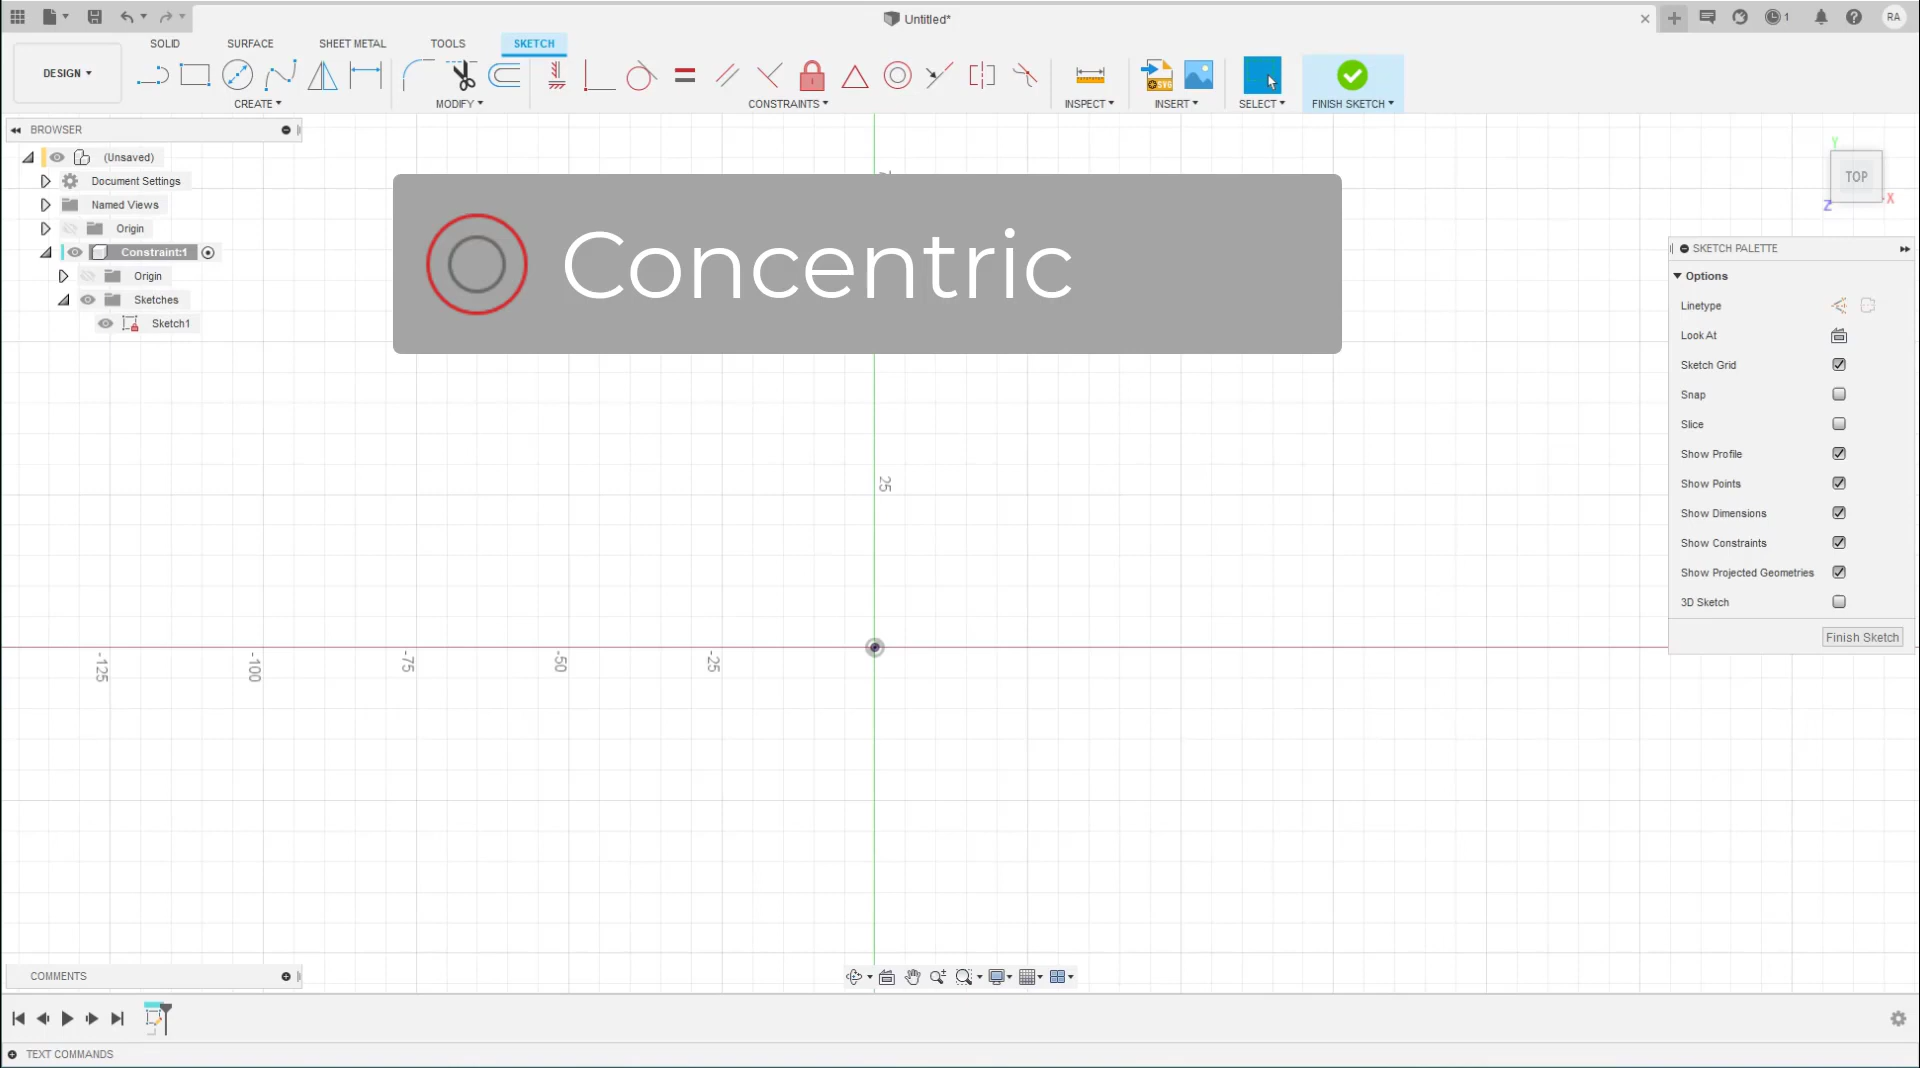 Untitled*
1
RA
SOLID SURFACE SHEET METAL TOOLS SKETCH
DESIGN
CREATE MODIFY CONSTRAINTS INSPECT INSERT SELECT FINISH SKETCH
SVG
BROWSER
(Unsaved)
Document Settings
Named Views
Origin
Constraint:1
Origin
Sketches
Sketch1
Concentric
Y
TOP
X
Z
SKETCH PALETTE
Options
Linetype
Look At
Sketch Grid
Snap
Slice
Show Profile
Show Points
Show Dimensions
Show Constraints
Show Projected Geometries
3D Sketch
Finish Sketch
25
-125 -100 -75 -50 -25
COMMENTS
TEXT COMMANDS